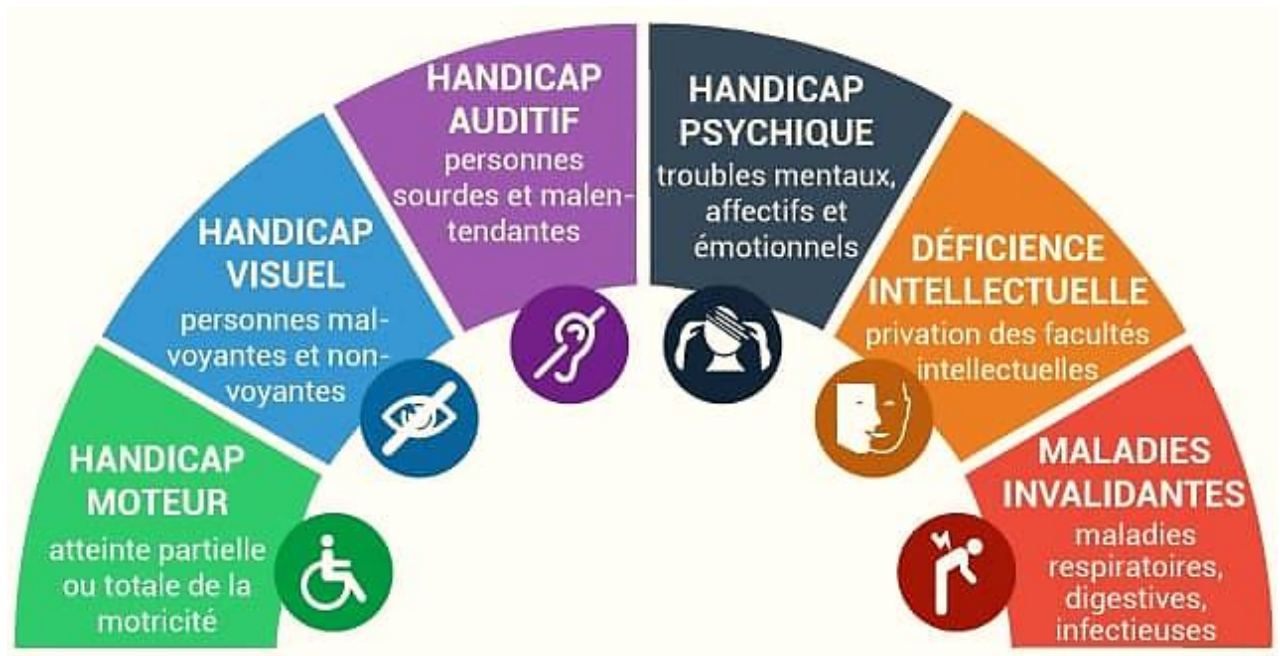 HANDICAP
MOTEUR
atteinte partielle
ou totale de la
motricité
HANDICAP
VISUEL
personnes mal-
voyantes et non-
voyantes
HANDICAP
AUDITIF
personnes
sourdes et malen-
tendantes
HANDICAP
PSYCHIQUE
troubles mentaux,
affectifs et
émotionnels
DÉFICIENCE
INTELLECTUELLE
privation des facultés
intellectuelles
MALADIES
INVALIDANTES
maladies
respiratoires,
digestives,
infectieuses